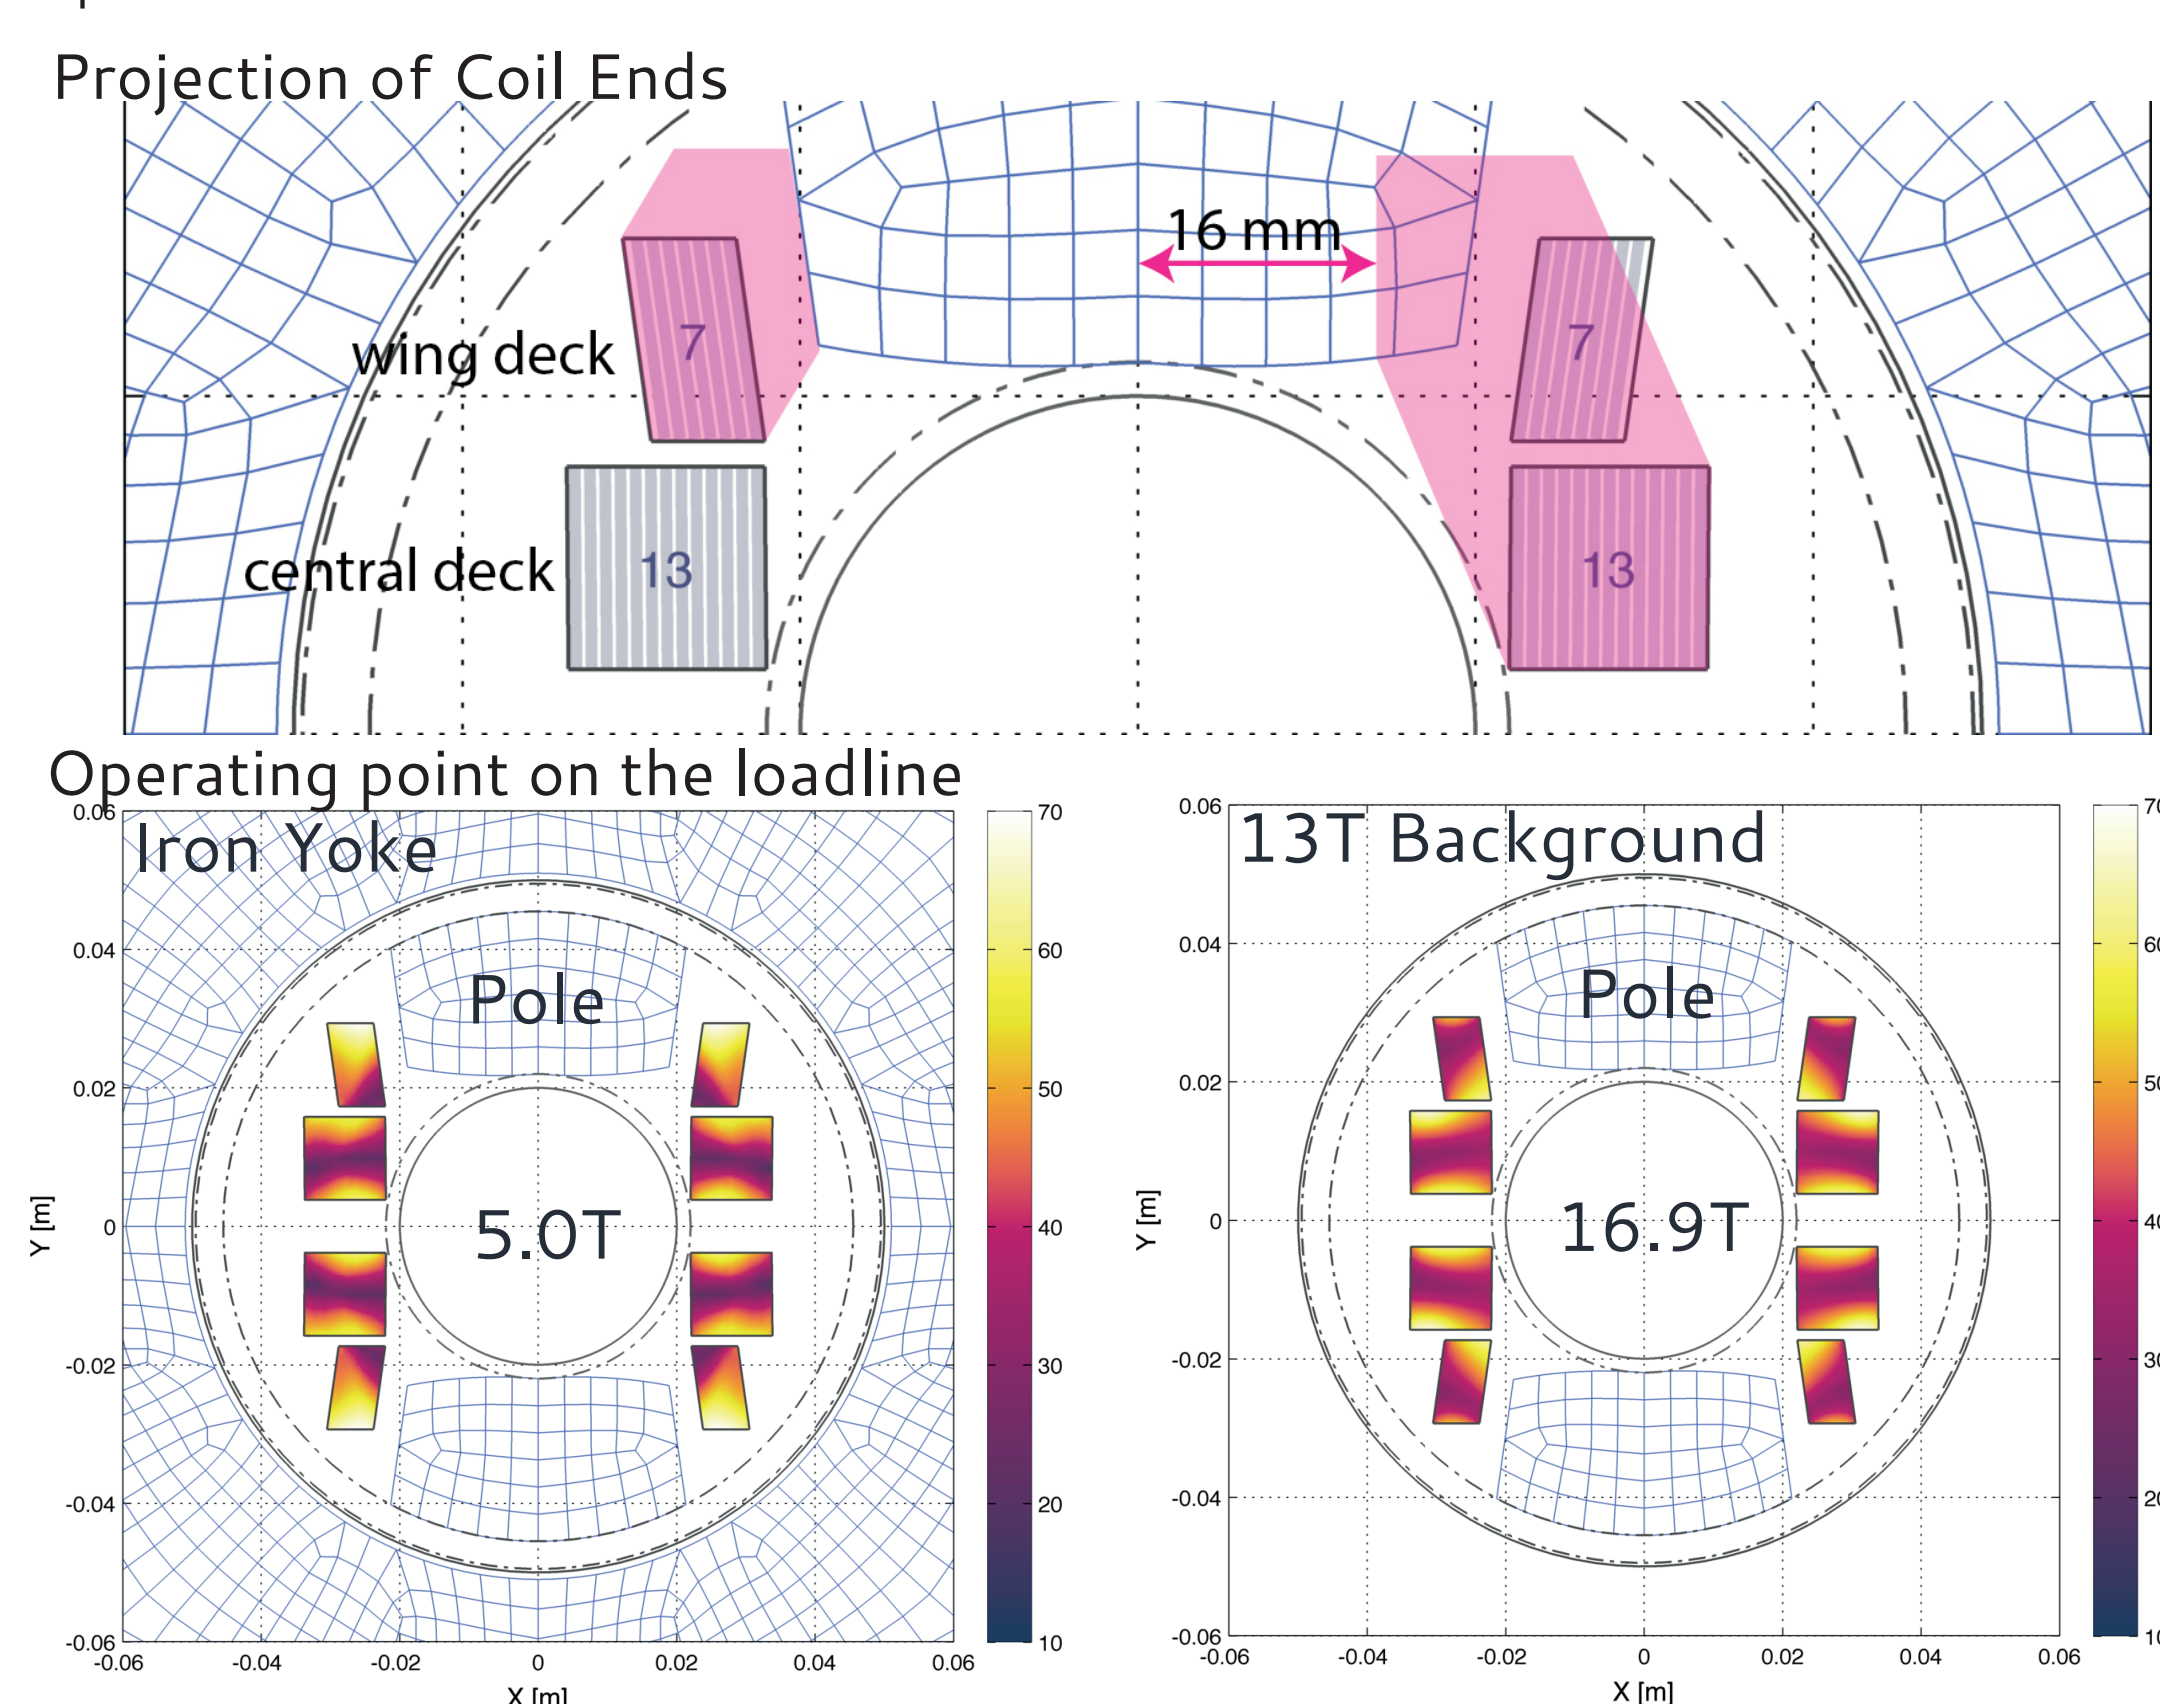 Projection of Coil Ends
16 mm
wing deck
7
7
central deck
13
13
Operating point on the loadline
Iron Yoke
Pole
5.0T
0.06
0.04
0.02
0
-0.02
-0.04
-0.06
-0.06
-0.04
-0.02
0
0.02
0.04
0.06
Y [m]
X [m]
70
60
50
40
30
20
10
13T Background
Pole
16.9T
0.06
0.04
0.02
0
-0.02
-0.04
-0.06
-0.06
-0.04
-0.02
0
0.02
0.04
0.06
Y [m]
X [m]